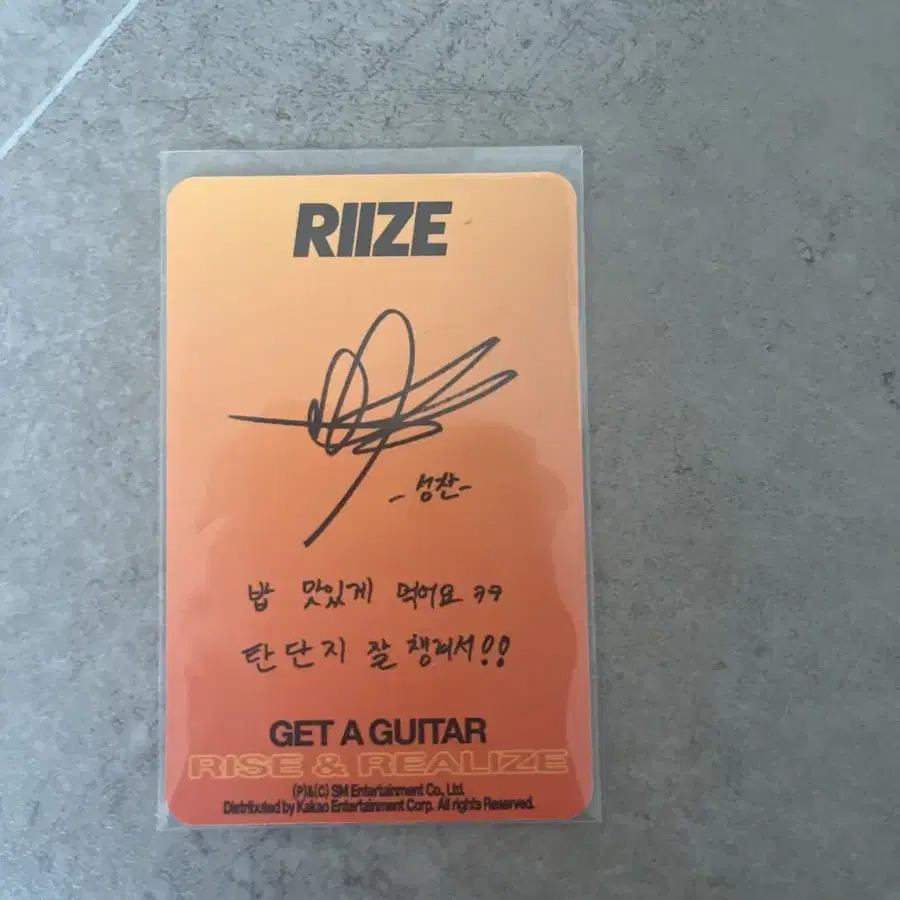 RIIZE
- 성찬 -
밥 맛있게 먹어요 ㅋㅋ
탄단지 잘 챙겨서!!
GET A GUITAR
RISE & REALIZE
(P)&(C) SM Entertainment Co., Ltd.
Distributed by Kakao Entertainment Corp. All rights Reserved.